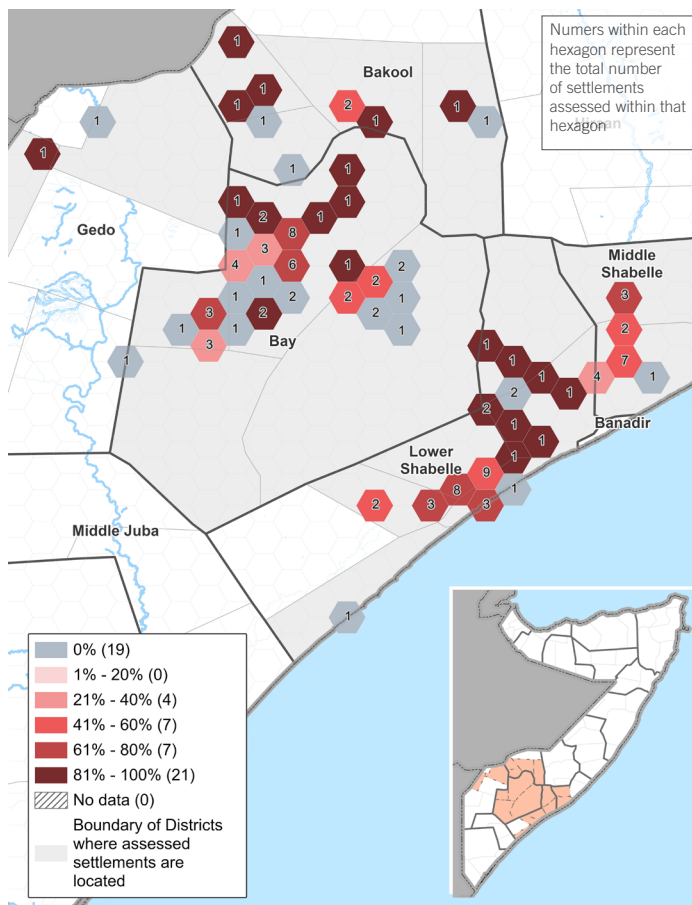 Numers within each
hexagon represent
the total number
of settlements
assessed within that
hexagon
1
Bakool
1
1 2 1
1 1 1 1
1
1 1
1 1
2 1
Gedo
1 8
3
Middle
Shabelle
4 6 1 2
1 2
1 2 2 1 3
3 2 2
1 1 1 2
Bay
3 1
1 1 7
1 4 1
2 1
2
Banadir
1
1
Lower
Shabelle
1
9
8 1
2 3 3
Middle Juba
1
0% (19)
1% - 20% (0)
21% - 40% (4)
41% - 60% (7)
61% - 80% (7)
81% - 100% (21)
No data (0)
Boundary of Districts
where assessed
settlements are
located